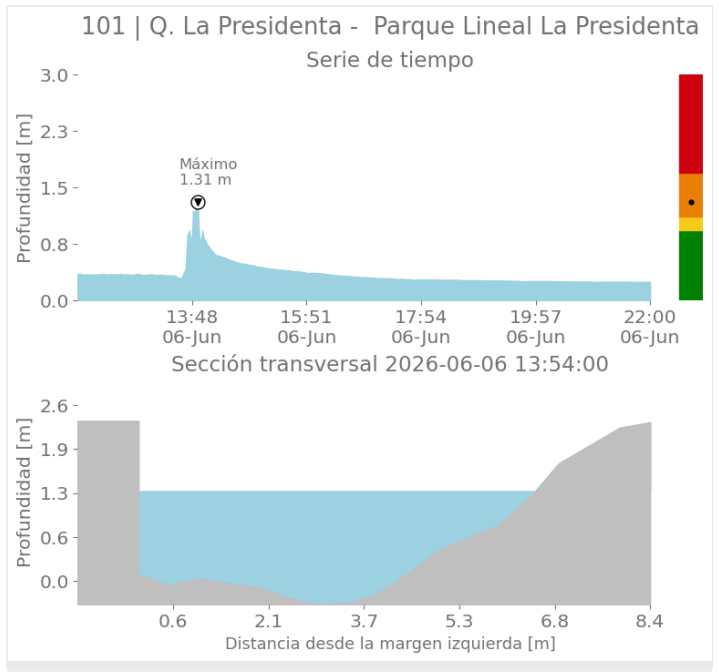 101 | Q. La Presidenta -  Parque Lineal La Presidenta
Serie de tiempo
Profundidad [m]
3.0
2.3
1.5
0.8
0.0
Máximo
1.31 m
13:48 15:51 17:54 19:57 22:00
06-Jun 06-Jun 06-Jun 06-Jun 06-Jun
Sección transversal 2026-06-06 13:54:00
Profundidad [m]
2.6
1.9
1.3
0.6
0.0
0.6 2.1 3.7 5.3 6.8 8.4
Distancia desde la margen izquierda [m]